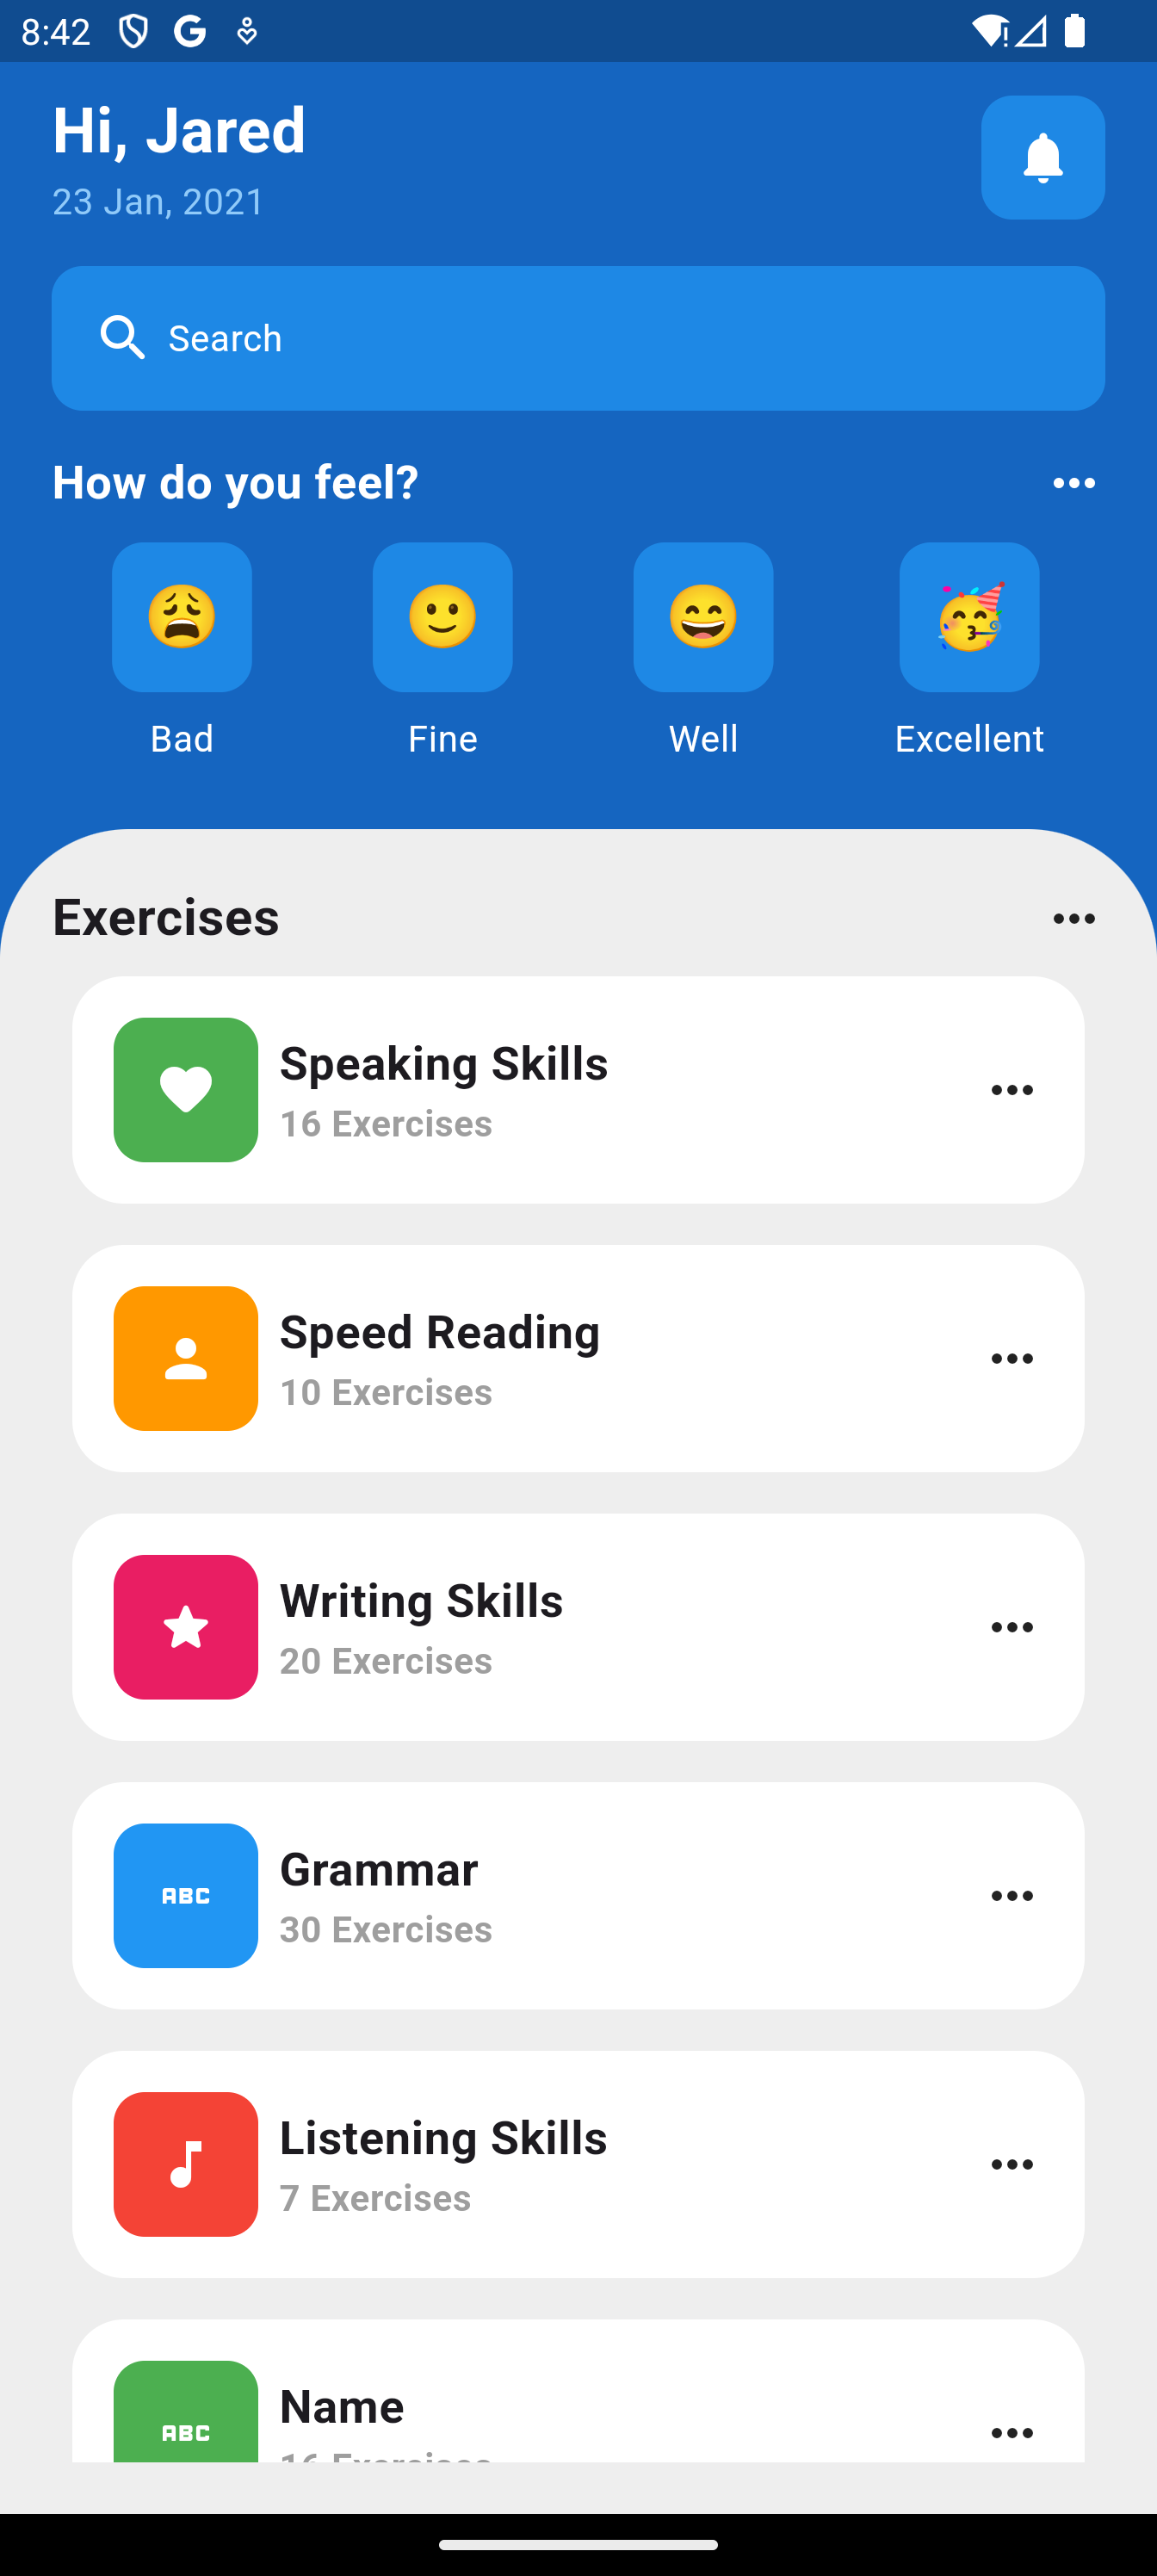 8:42
Hi, Jared
23 Jan, 2021
Search
How do you feel?
Bad
Fine
Well
Excellent
Exercises
Speaking Skills
16 Exercises
Speed Reading
10 Exercises
Writing Skills
20 Exercises
ABC
Grammar
30 Exercises
Listening Skills
7 Exercises
ABC
Name
16 Exercises